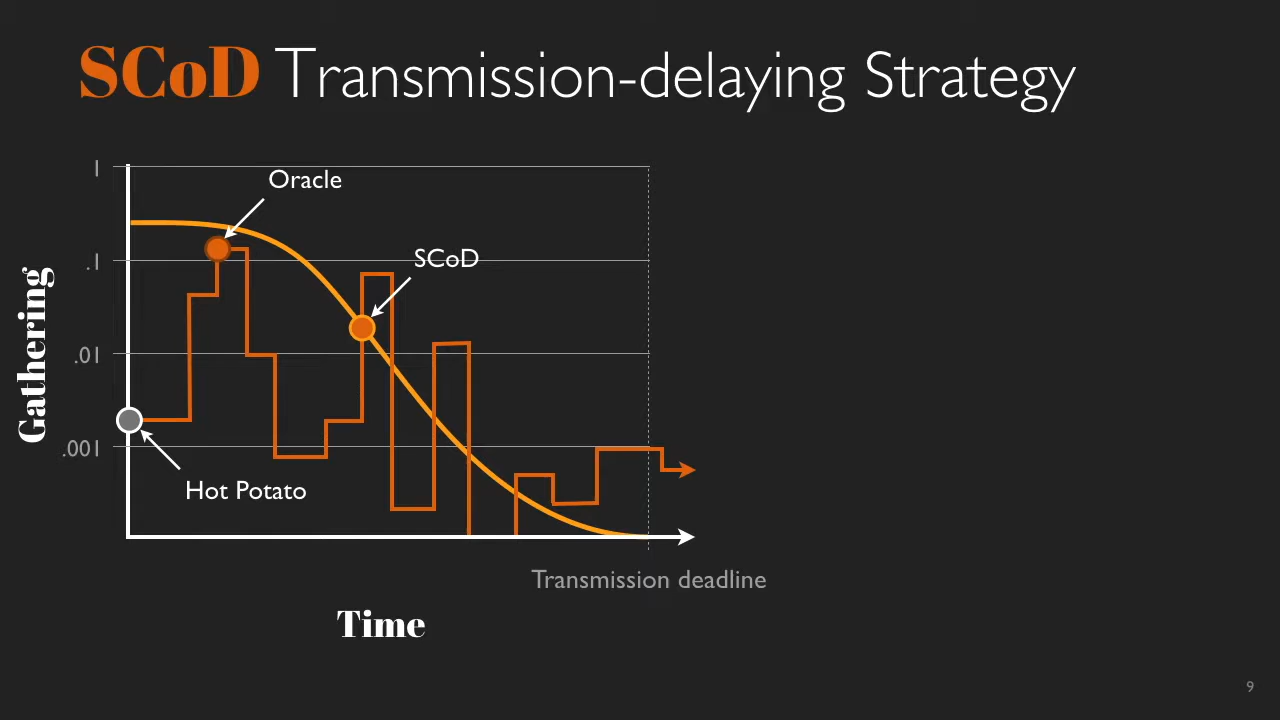 SCoD Transmission-delaying Strategy
1
Oracle
.1
SCoD
Gathering
.01
.001
Hot Potato
Transmission deadline
Time
9